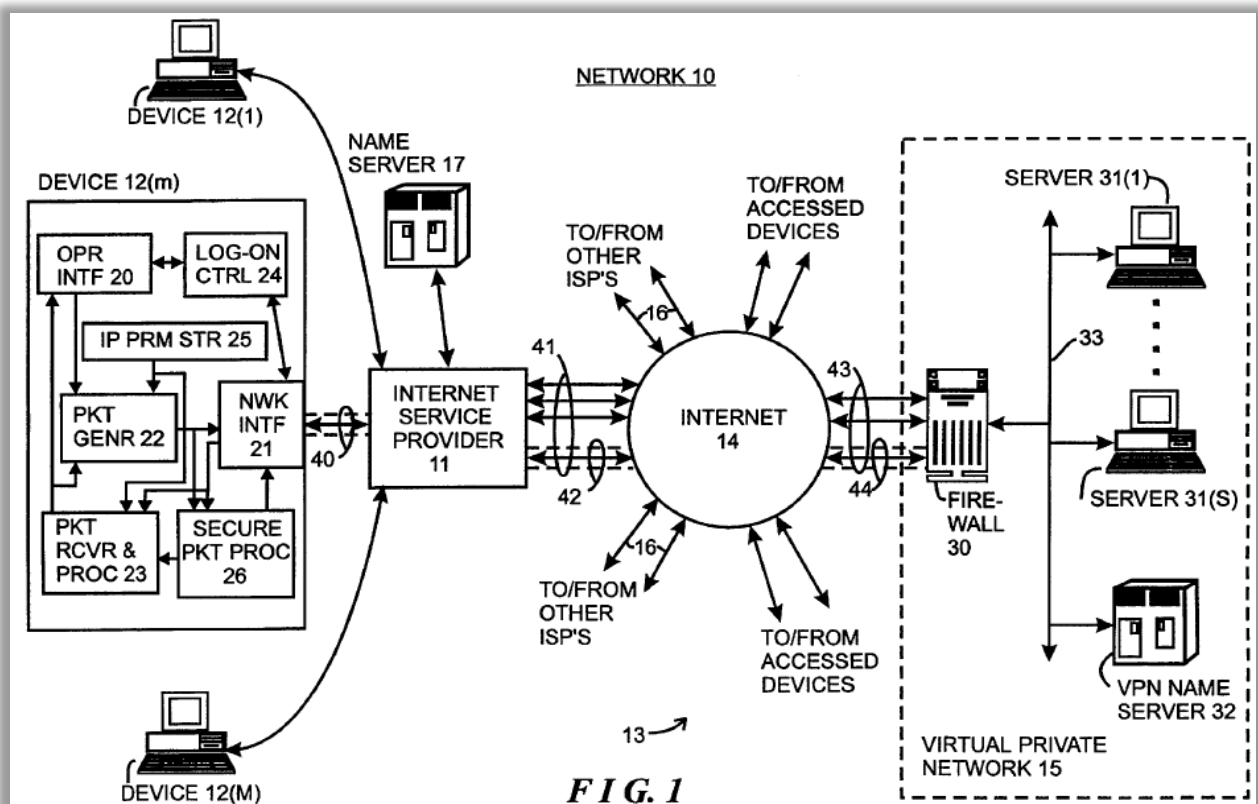 NETWORK 10
DEVICE 12(1)
NAME
SERVER 17
DEVICE 12(m)
OPR
INTF 20
LOG-ON
CTRL 24
IP PRM STR 25
PKT
GENR 22
NWK
INTF
21
PKT
RCVR &
PROC 23
SECURE
PKT PROC
26
40
INTERNET
SERVICE
PROVIDER
11
41
42
TO/FROM
OTHER
ISP'S
16
TO/FROM
ACCESSED
DEVICES
INTERNET
14
16
TO/FROM
OTHER
ISP'S
TO/FROM
ACCESSED
DEVICES
43
44
FIRE-
WALL
30
33
SERVER 31(1)
SERVER 31(S)
VPN NAME
SERVER 32
VIRTUAL PRIVATE
NETWORK 15
DEVICE 12(M)
13
FIG. 1